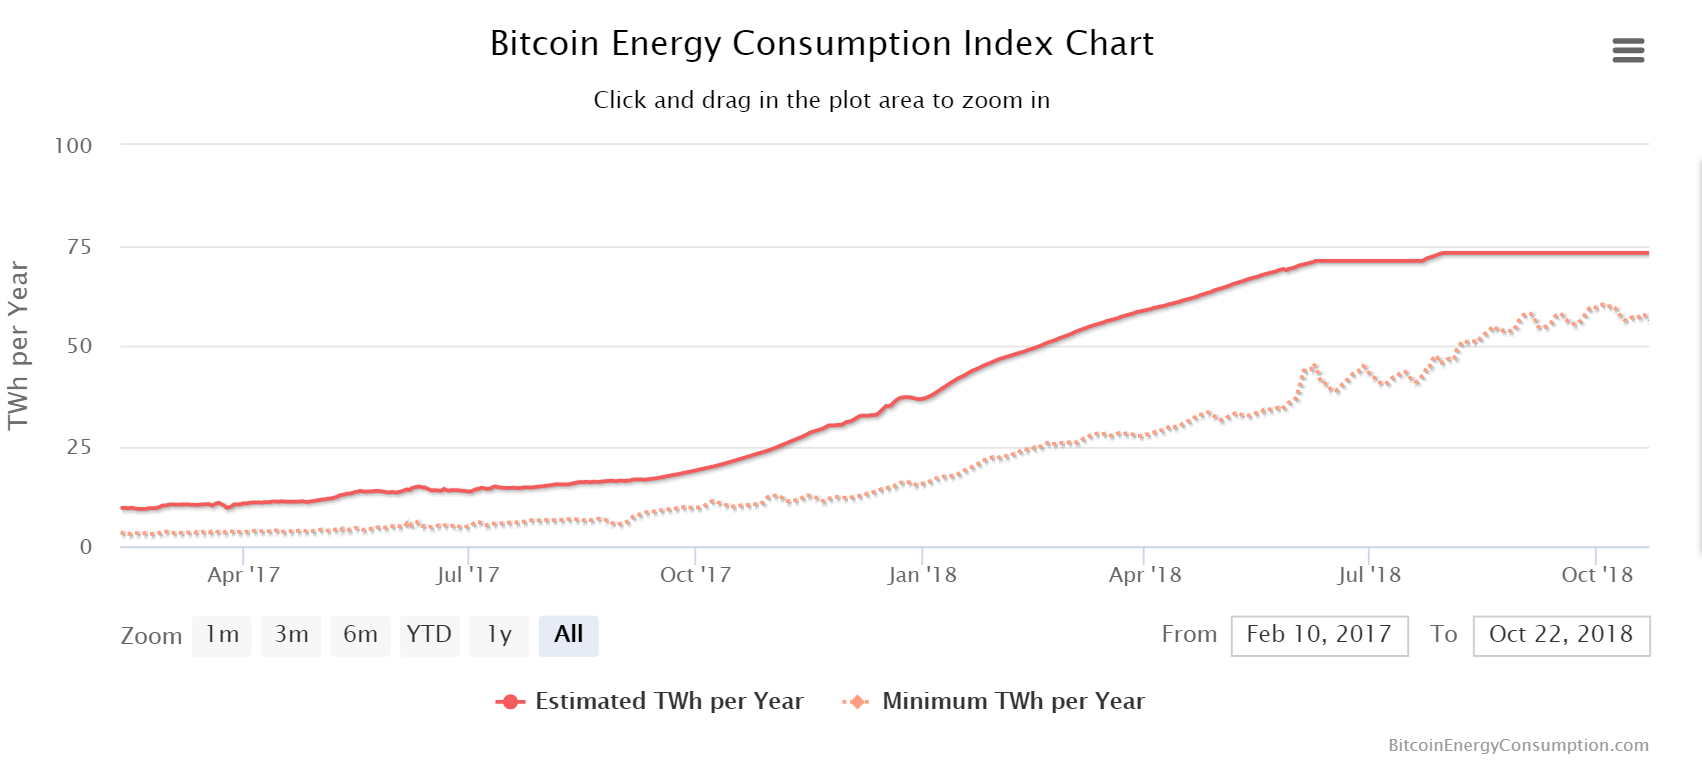 Bitcoin Energy Consumption Index Chart
Click and drag in the plot area to zoom in
TWh per Year
100
75
50
25
0
Apr '17 Jul '17 Oct '17 Jan '18 Apr '18 Jul '18 Oct '18
Zoom 1m 3m 6m YTD 1y All From Feb 10, 2017 To Oct 22, 2018
Estimated TWh per Year Minimum TWh per Year
BitcoinEnergyConsumption.com